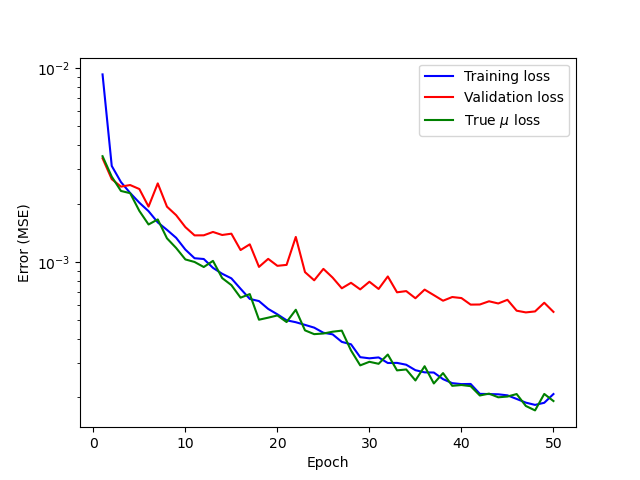 Training loss
Validation loss
True μ loss
10⁻²
10⁻³
Error (MSE)
0 10 20 30 40 50
Epoch